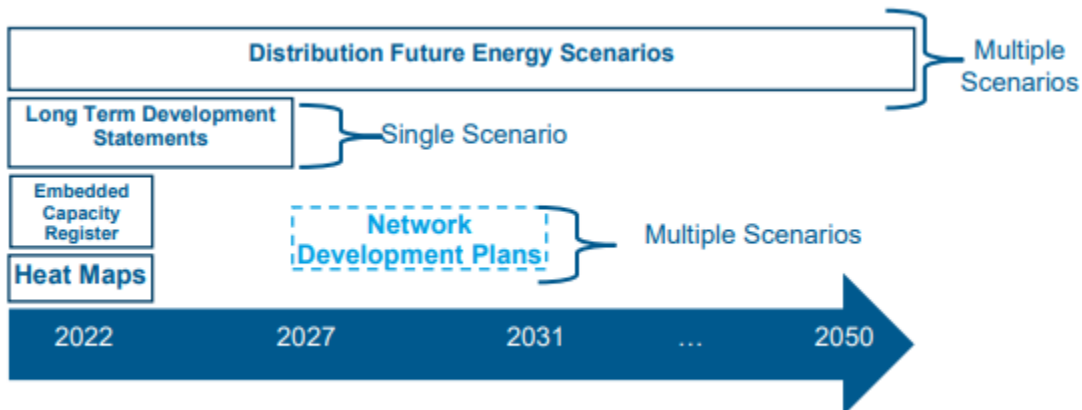 Distribution Future Energy Scenarios
Multiple
Scenarios
Long Term Development
Statements
Single Scenario
Embedded
Capacity
Register
Network
Development Plans
Multiple Scenarios
Heat Maps
2022 2027 2031 ... 2050